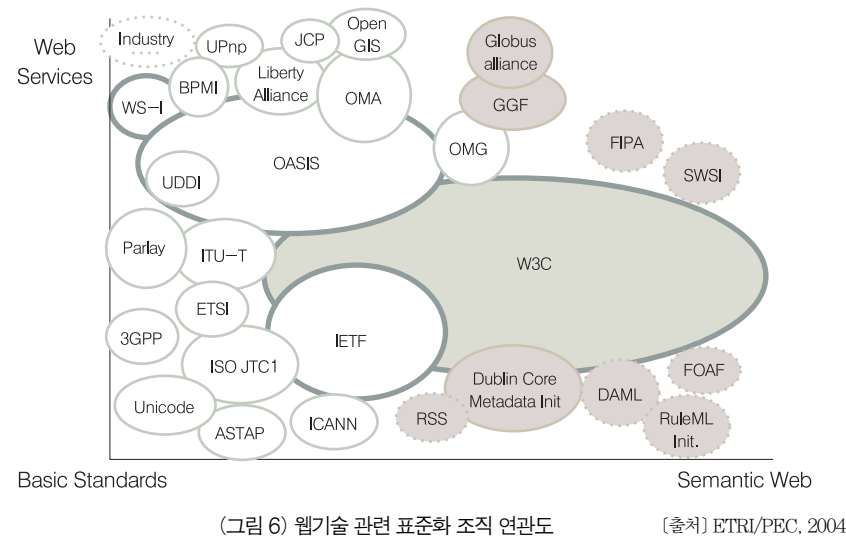 Web
Services
Industry
UPnp
JCP
Open
GIS
Globus
alliance
WS-I
BPMI
Liberty
Alliance
OMA
GGF
OASIS
OMG
FIPA
UDDI
SWSI
Parlay
ITU-T
W3C
ETSI
3GPP
IETF
ISO JTC1
FOAF
Dublin Core
Metadata Init
DAML
Unicode
ASTAP
ICANN
RSS
RuleML
Init.
Basic Standards
Semantic Web
(그림 6) 웹기술 관련 표준화 조직 연관도
[출처] ETRI/PEC, 2004